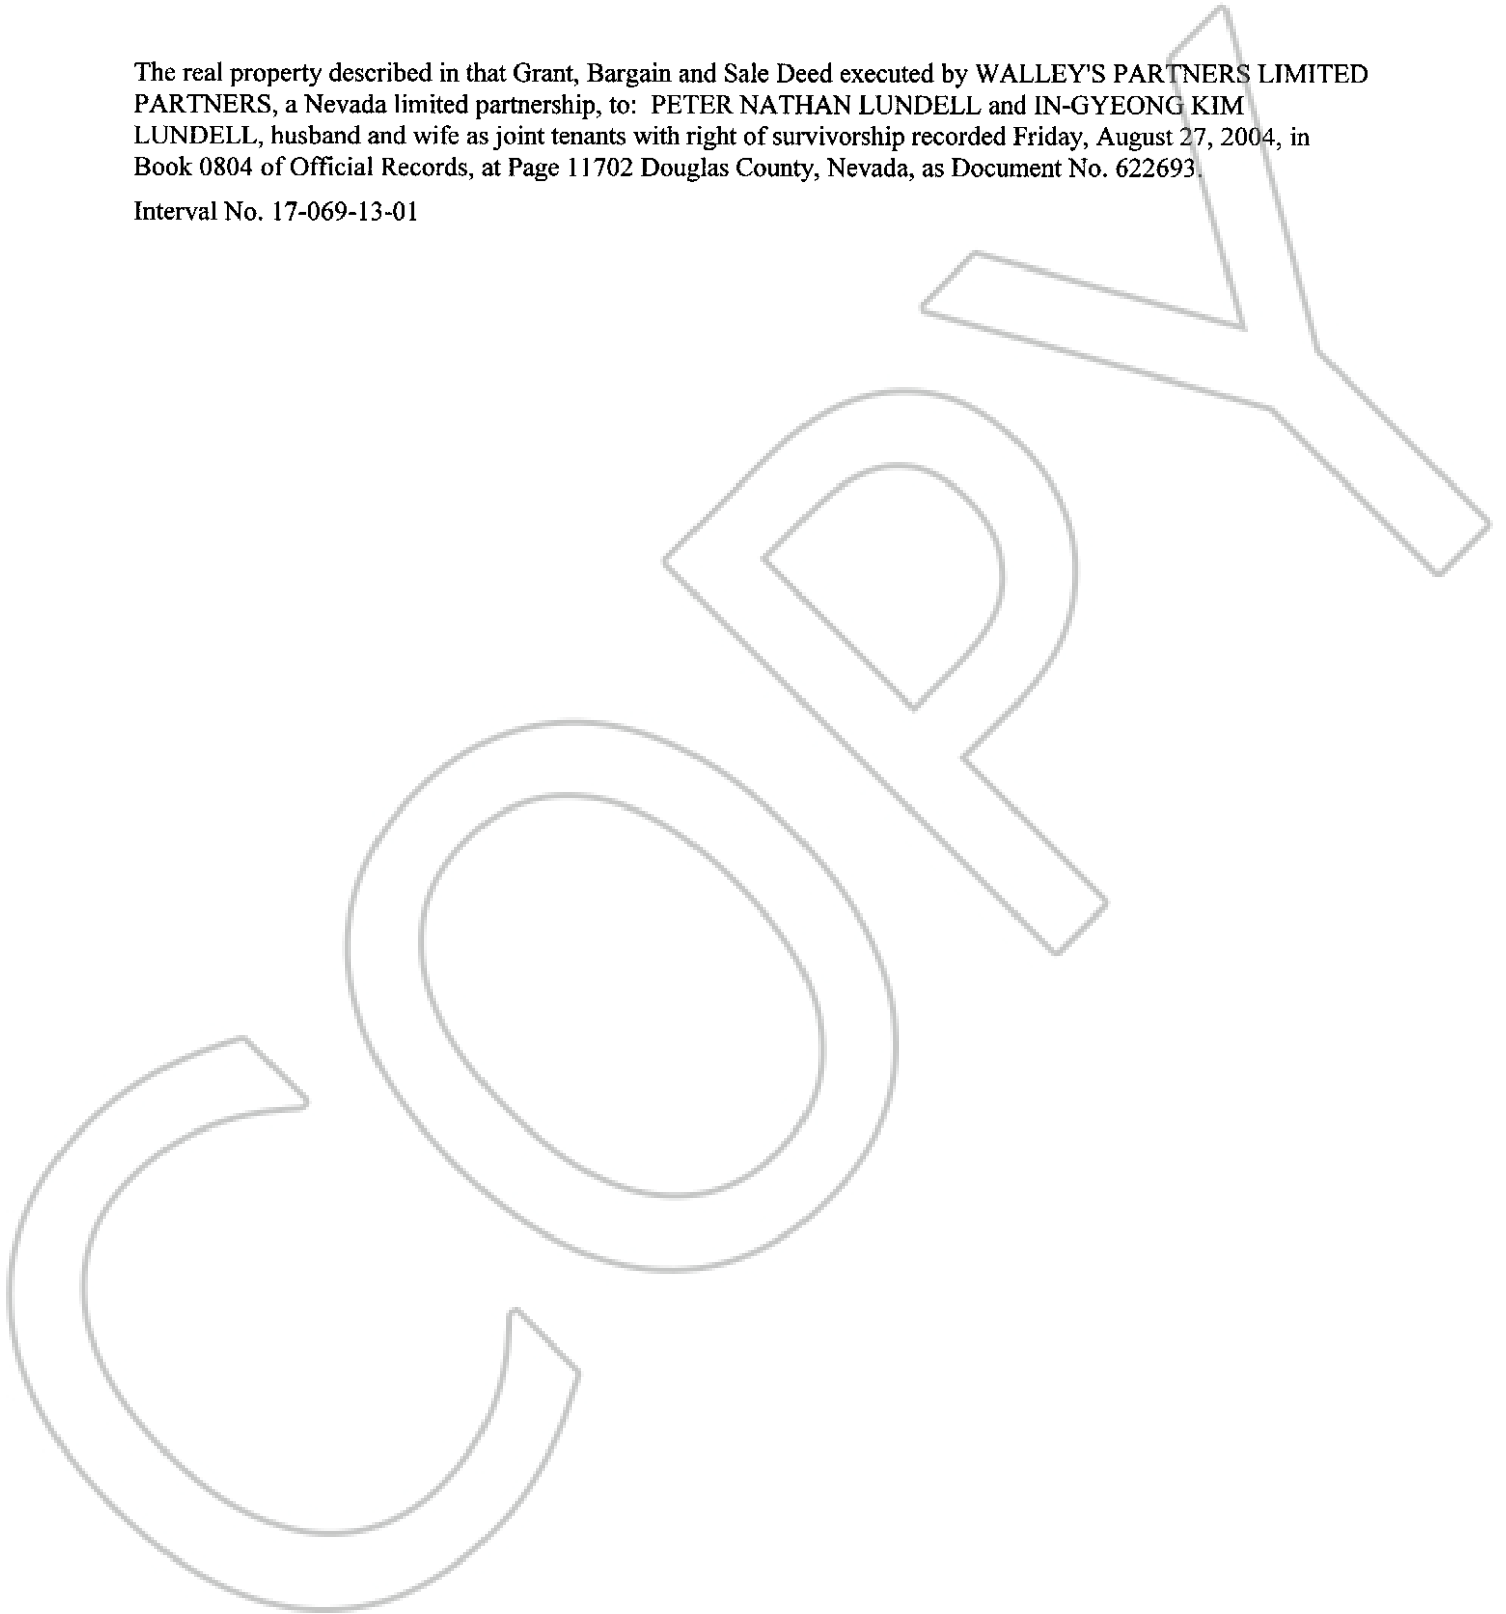 The real property described in that Grant, Bargain and Sale Deed executed by WALLEY'S PARTNERS LIMITED
PARTNERS, a Nevada limited partnership, to:  PETER NATHAN LUNDELL and IN-GYEONG KIM
LUNDELL, husband and wife as joint tenants with right of survivorship recorded Friday, August 27, 2004, in
Book 0804 of Official Records, at Page 11702 Douglas County, Nevada, as Document No. 622693.
Interval No. 17-069-13-01
COPY